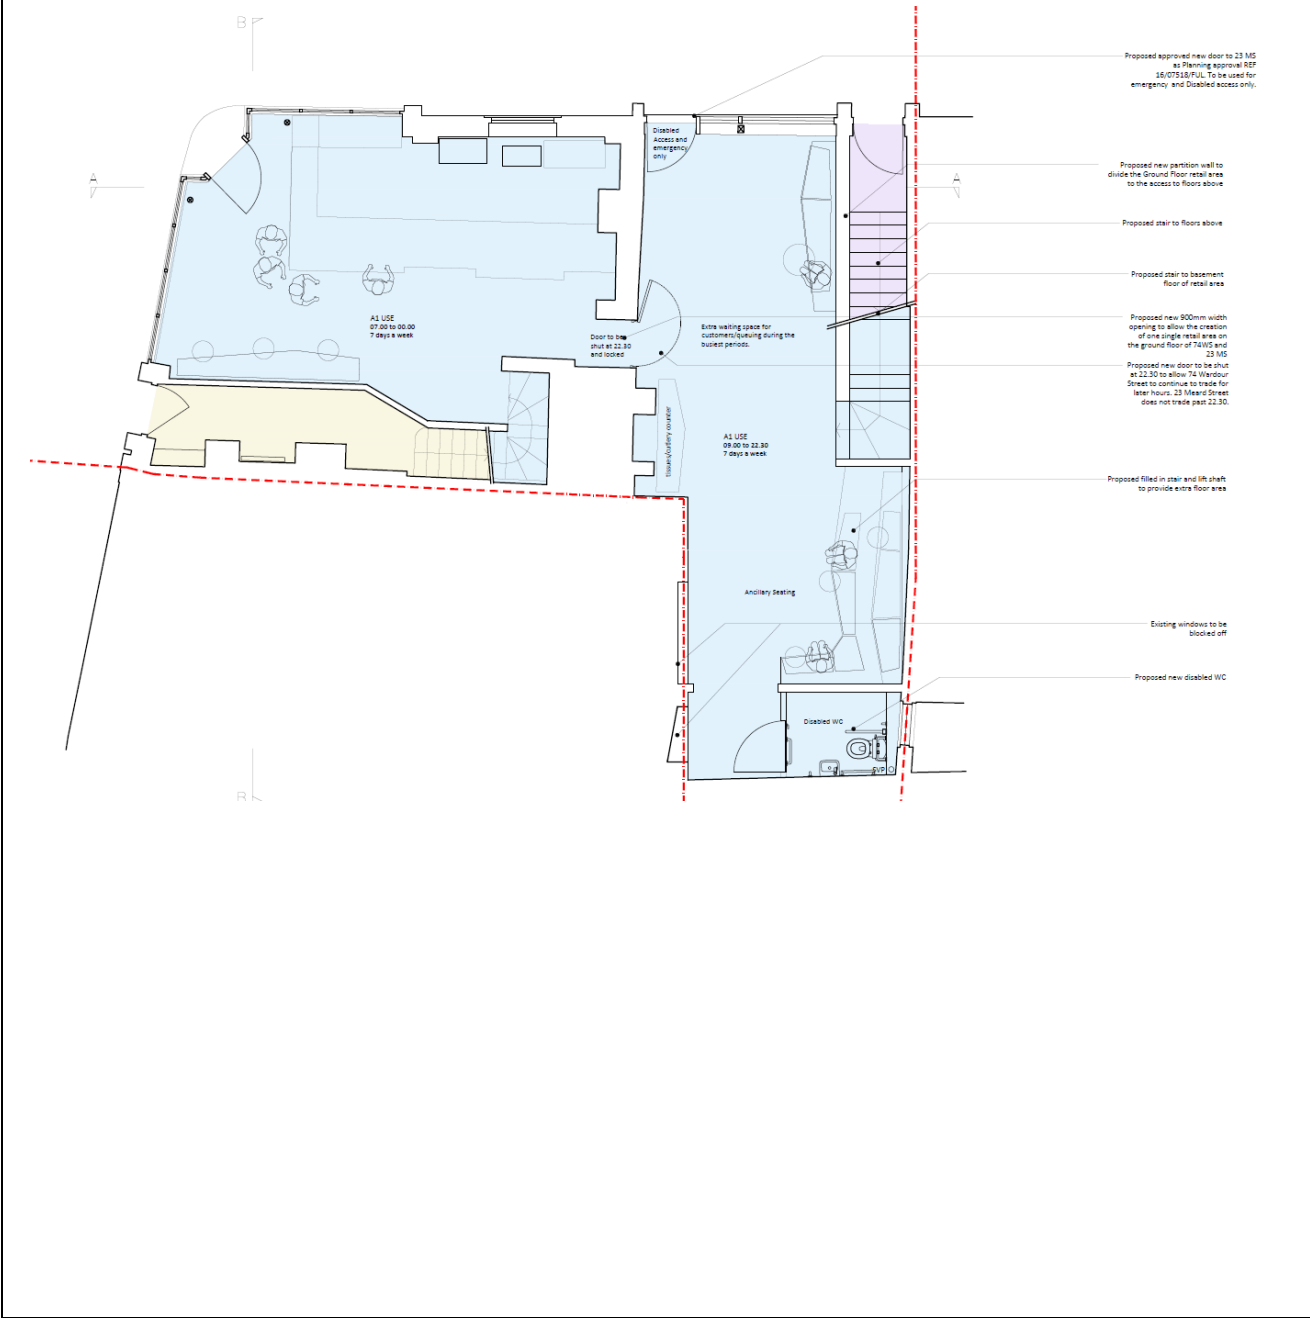 B
Proposed approved new door to 23 MS
as Planning approval REF
16/07518/FUL. To be used for
emergency and Disabled access only.
Disabled
Access and
emergency
only
A
A
Proposed new partition wall to
divide the Ground Floor retail area
to the access to floors above
Proposed stair to floors above
Proposed stair to basement
floor of retail area
A1 USE
07.00 to 00.00
7 days a week
Door to be
shut at 22.30
and locked
Extra waiting space for
customers/queuing during the
busiest periods.
Proposed new 900mm width
opening to allow the creation
of one single retail area on
the ground floor of 74WS and
23 MS
Proposed new door to be shut
at 22.30 to allow 74 Wardour
Street to continue to trade for
later hours. 23 Meard Street
does not trade past 22.30.
tissues/cutlery counter
A1 USE
09.00 to 22.30
7 days a week
Proposed filled in stair and lift shaft
to provide extra floor area
Ancillary Seating
Existing windows to be
blocked off
Proposed new disabled WC
Disabled WC
SVP
B